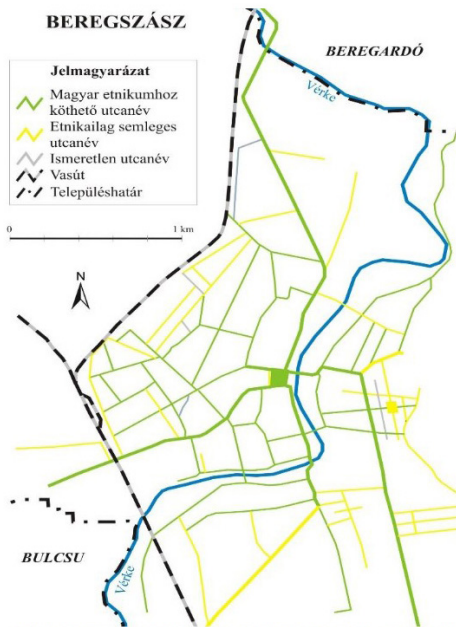 BEREGSZÁSZ
BEREGARDÓ
Jelmagyarázat
Magyar etnikumhoz
köthető utcanév
Etnikailag semleges
utcanév
Ismeretlen utcanév
Vasút
Településhatár
Vérke
0 1 km
N
BULCSU
Vérke